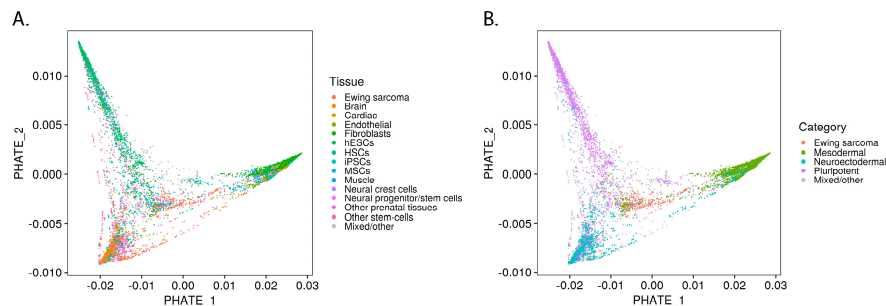 A.
PHATE_2
0.010
0.005
0.000
-0.005
-0.010
-0.02
-0.01
0.00
0.01
0.02
0.03
PHATE_1
Tissue
Ewing sarcoma
Brain
Cardiac
Endothelial
Fibroblasts
hESCs
HSCs
iPSCs
MSCs
Muscle
Neural crest cells
Neural progenitor/stem cells
Other prenatal tissues
Other stem-cells
Mixed/other
B.
PHATE_2
0.010
0.005
0.000
-0.005
-0.010
-0.02
-0.01
0.00
0.01
0.02
0.03
PHATE_1
Category
Ewing sarcoma
Mesodermal
Neuroectodermal
Pluripotent
Mixed/other